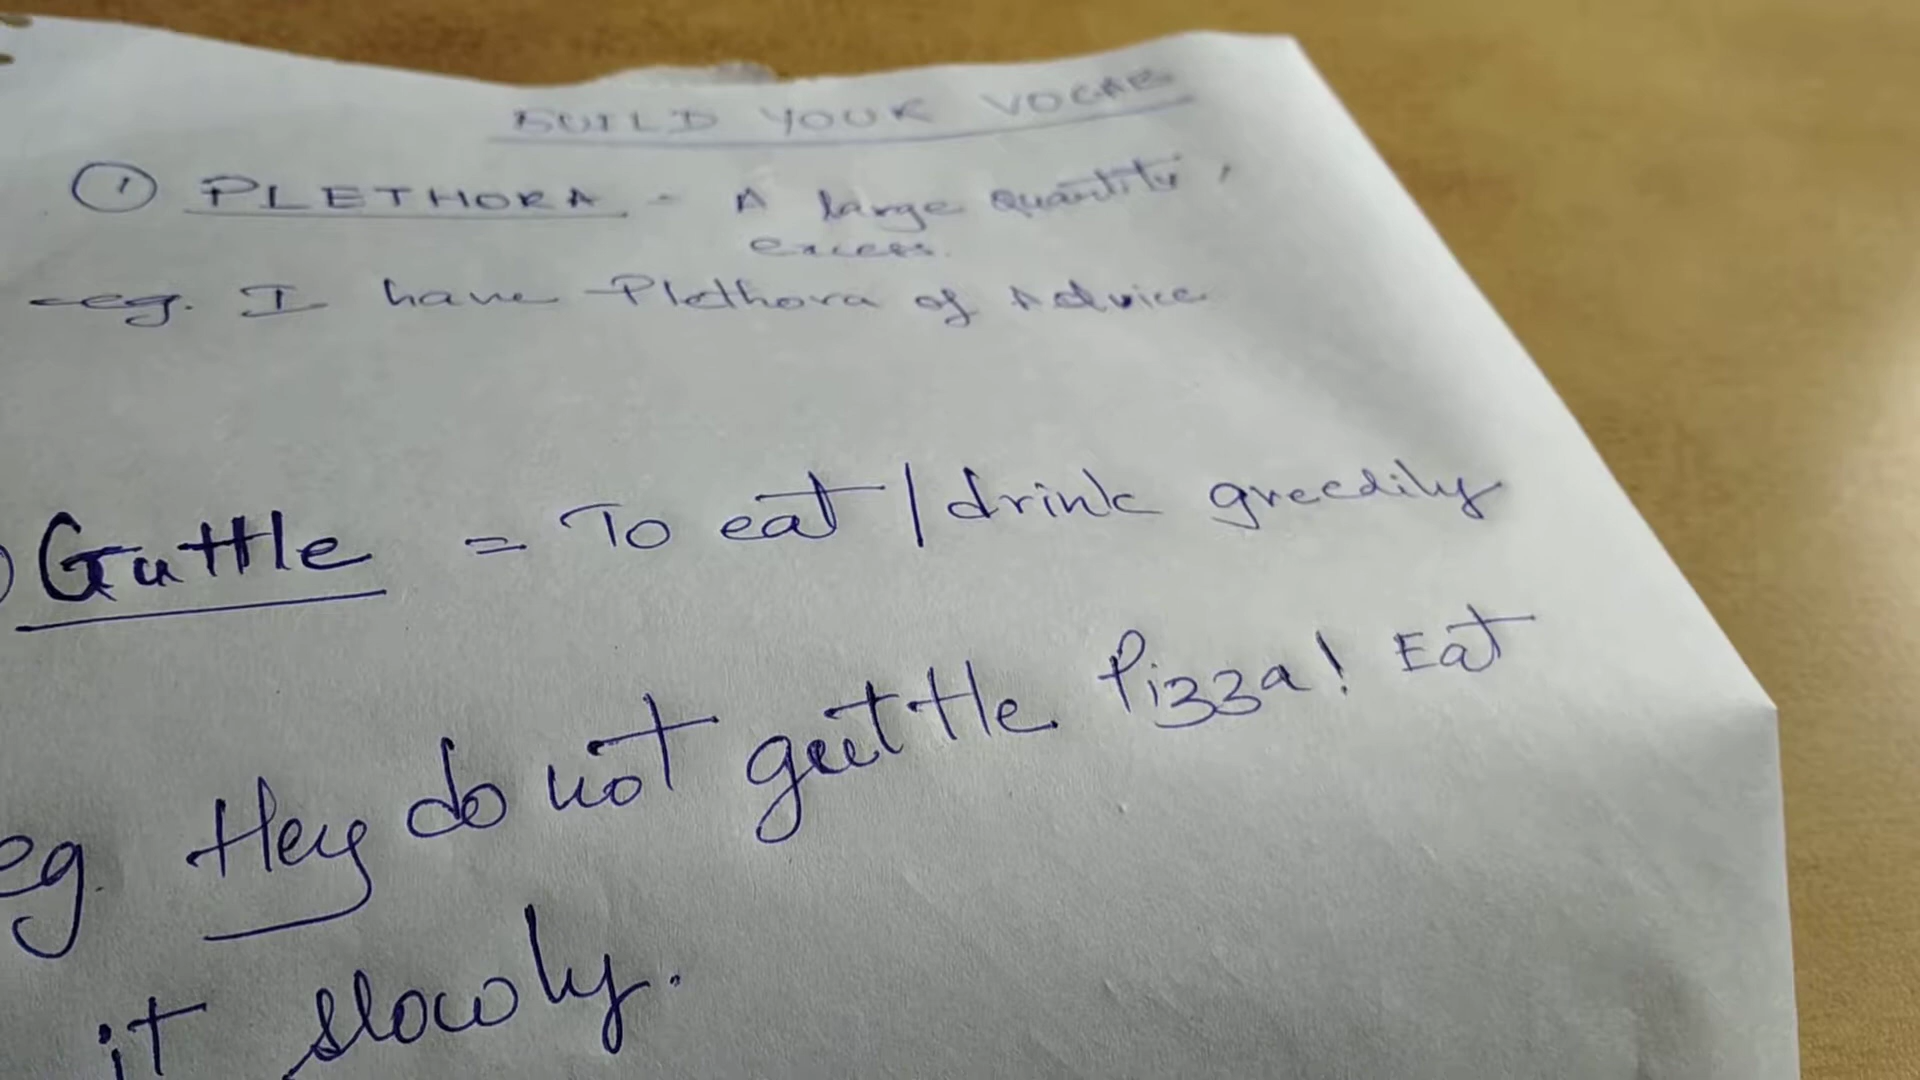 BUILD YOUR VOCAB
① PLETHORA - A large quantity,
excess.
eg. I have Plethora of Advice
Guttle = To eat / drink greedily
eg. Hey do not guttle Pizza! Eat
it slowly.